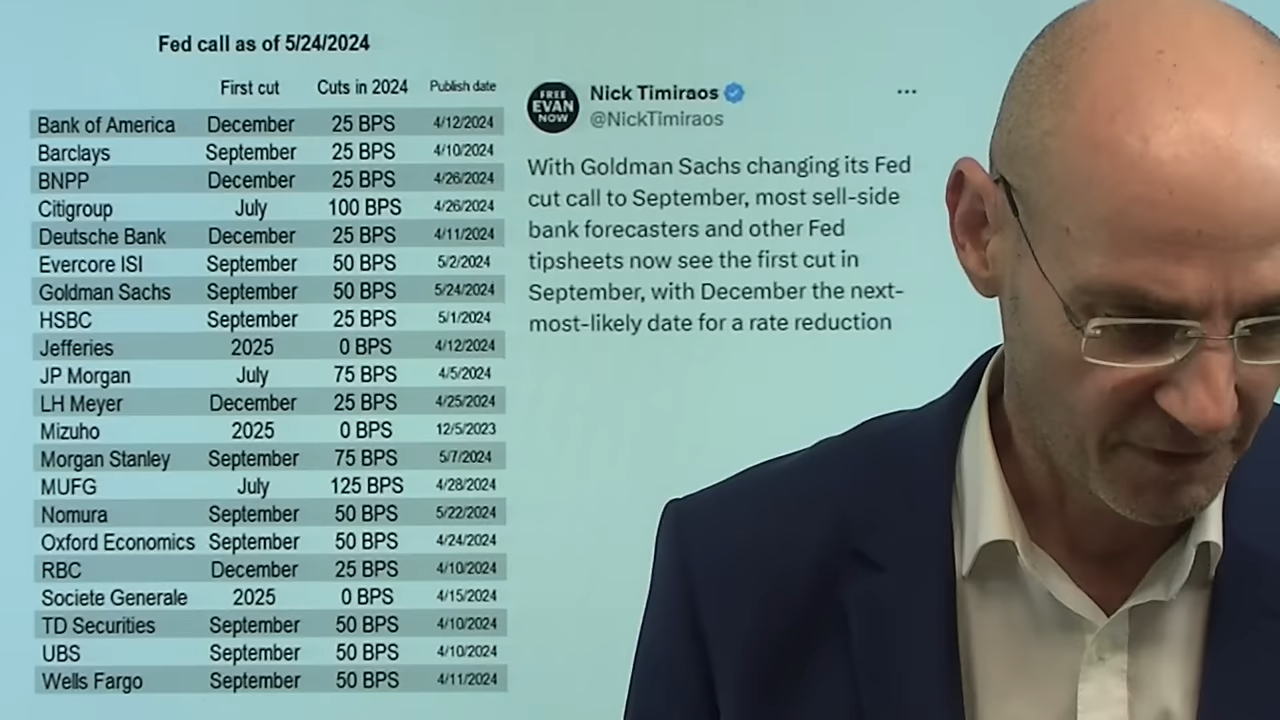 Fed call as of 5/24/2024
First cut Cuts in 2024 Publish date
Bank of America December 25 BPS 4/12/2024
Barclays September 25 BPS 4/10/2024
BNPP December 25 BPS 4/26/2024
Citigroup July 100 BPS 4/26/2024
Deutsche Bank December 25 BPS 4/11/2024
Evercore ISI September 50 BPS 5/2/2024
Goldman Sachs September 50 BPS 5/24/2024
HSBC September 25 BPS 5/1/2024
Jefferies 2025 0 BPS 4/12/2024
JP Morgan July 75 BPS 4/5/2024
LH Meyer December 25 BPS 4/25/2024
Mizuho 2025 0 BPS 12/5/2023
Morgan Stanley September 75 BPS 5/7/2024
MUFG July 125 BPS 4/28/2024
Nomura September 50 BPS 5/22/2024
Oxford Economics September 50 BPS 4/24/2024
RBC December 25 BPS 4/10/2024
Societe Generale 2025 0 BPS 4/15/2024
TD Securities September 50 BPS 4/10/2024
UBS September 50 BPS 4/10/2024
Wells Fargo September 50 BPS 4/11/2024
FREE
EVAN
NOW
Nick Timiraos
@NickTimiraos
With Goldman Sachs changing its Fed
cut call to September, most sell-side
bank forecasters and other Fed
tipsheets now see the first cut in
September, with December the next-
most-likely date for a rate reduction